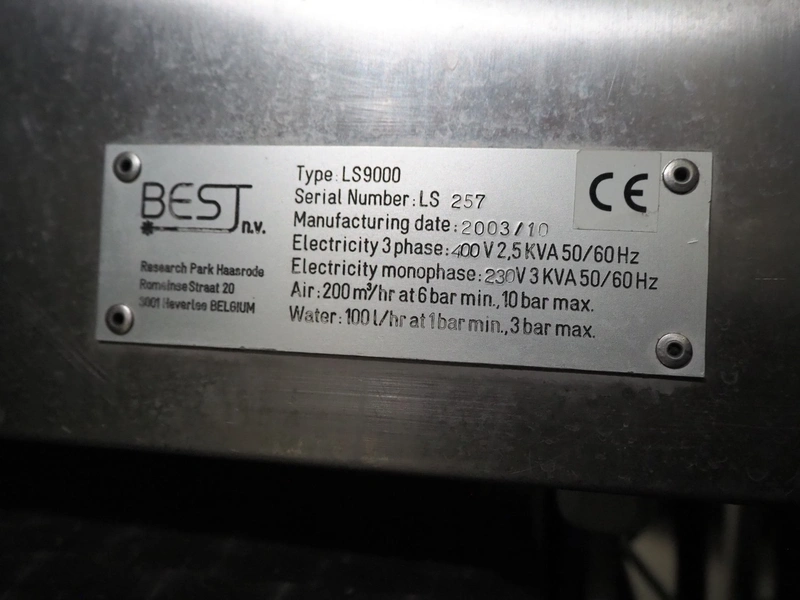 BEST n.v.
Research Park Haasrode
Romeinse Straat 20
3001 Heverlee BELGIUM
Type: LS9000
Serial Number: LS 257
Manufacturing date: 2003/10
Electricity 3 phase: 400 V 2,5 KVA 50/60 Hz
Electricity monophase: 230V 3 KVA 50/60 Hz
Air: 200 m³/hr at 6 bar min., 10 bar max.
Water: 100 l/hr at 1 bar min., 3 bar max.
CE